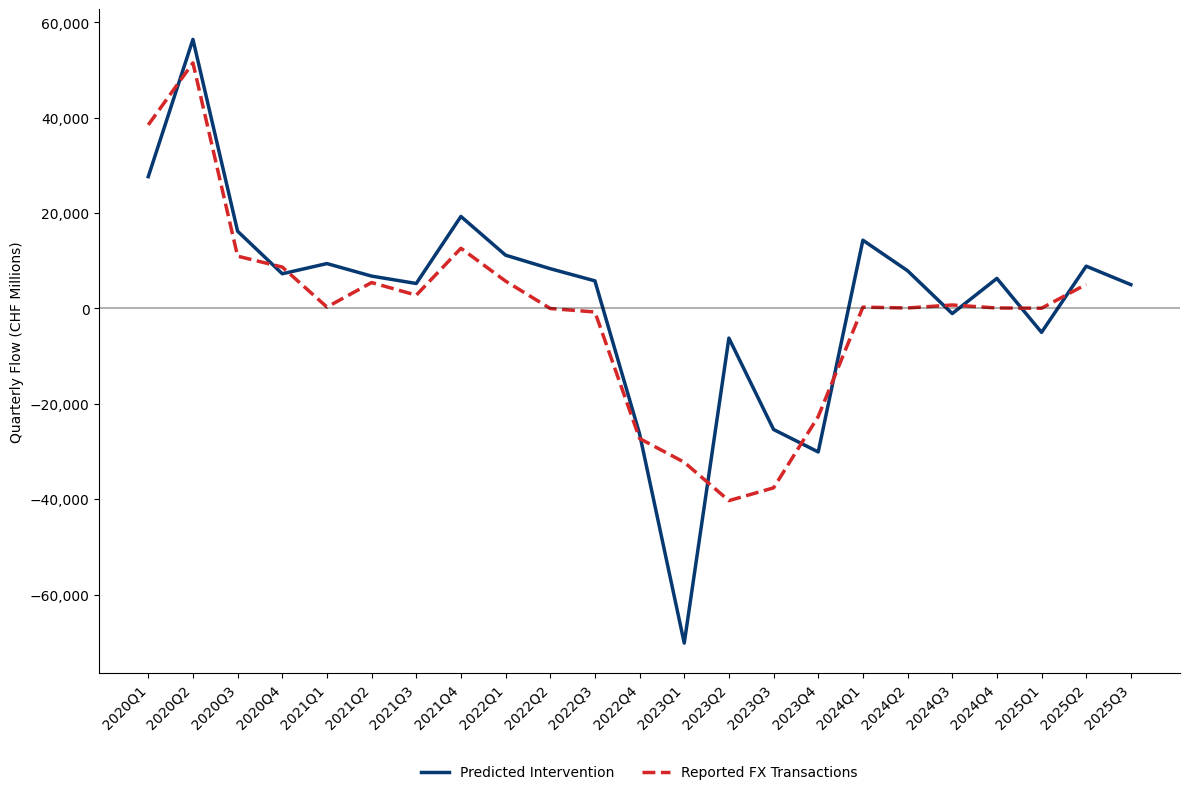 60,000
40,000
20,000
0
−20,000
−40,000
−60,000
Quarterly Flow (CHF Millions)
2020Q1
2020Q2
2020Q3
2020Q4
2021Q1
2021Q2
2021Q3
2021Q4
2022Q1
2022Q2
2022Q3
2022Q4
2023Q1
2023Q2
2023Q3
2023Q4
2024Q1
2024Q2
2024Q3
2024Q4
2025Q1
2025Q2
2025Q3
Predicted Intervention
Reported FX Transactions